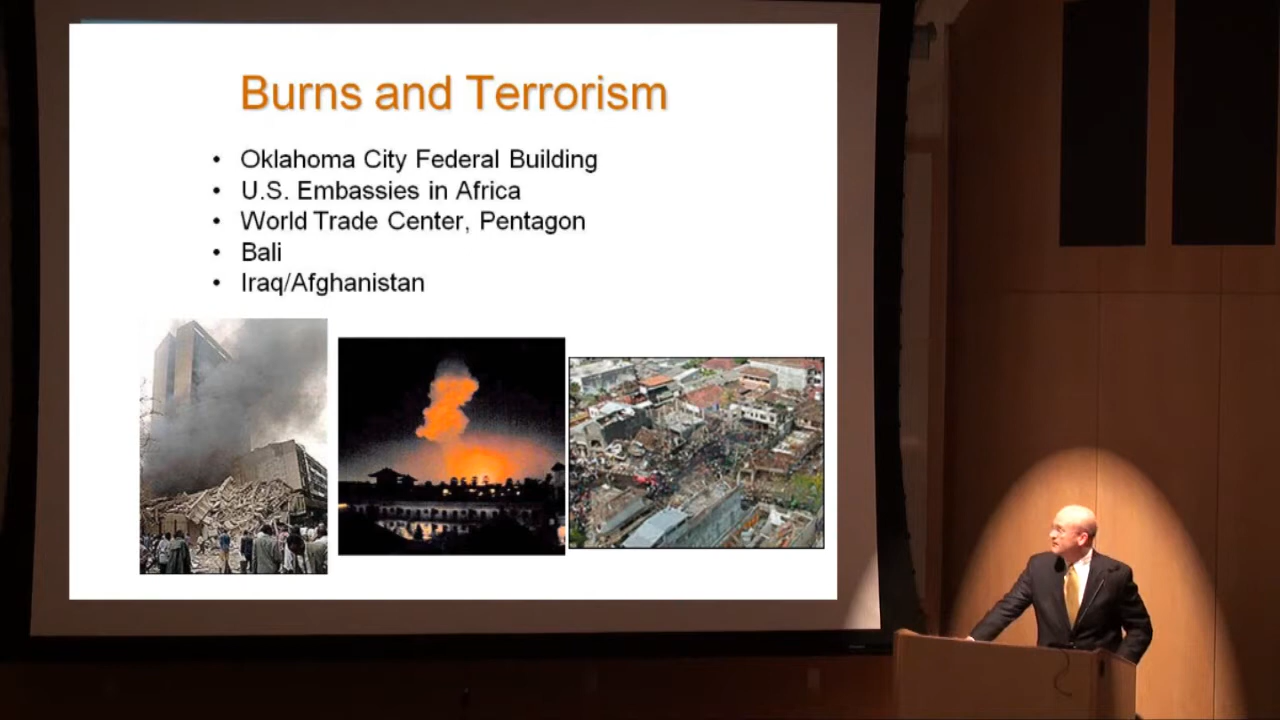 Burns and Terrorism
• Oklahoma City Federal Building
• U.S. Embassies in Africa
• World Trade Center, Pentagon
• Bali
• Iraq/Afghanistan